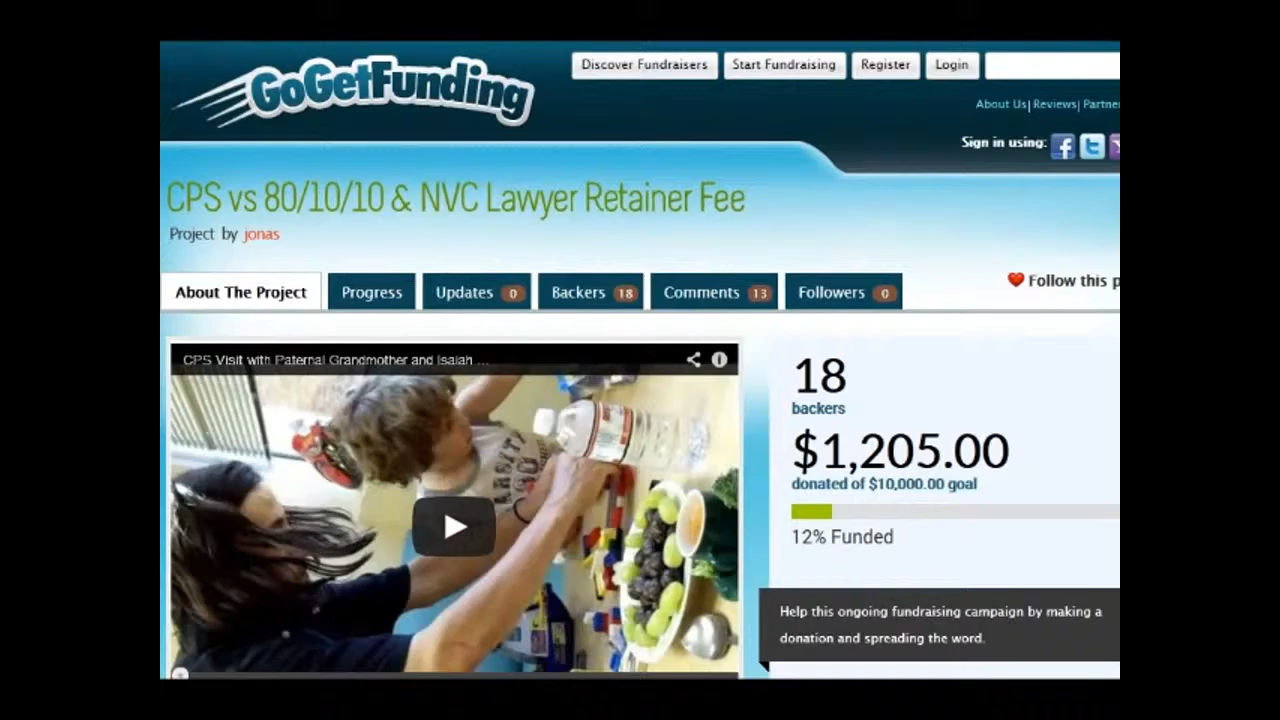 GoGetFunding
Discover Fundraisers
Start Fundraising
Register
Login
About Us| Reviews| Partne
Sign in using:
CPS vs 80/10/10 & NVC Lawyer Retainer Fee
Project by jonas
About The Project
Progress
Updates 0
Backers 18
Comments 13
Followers 0
Follow this p
CPS Visit with Paternal Grandmother and Isaiah ...
18
backers
$1,205.00
donated of $10,000.00 goal
12% Funded
Help this ongoing fundraising campaign by making a
donation and spreading the word.